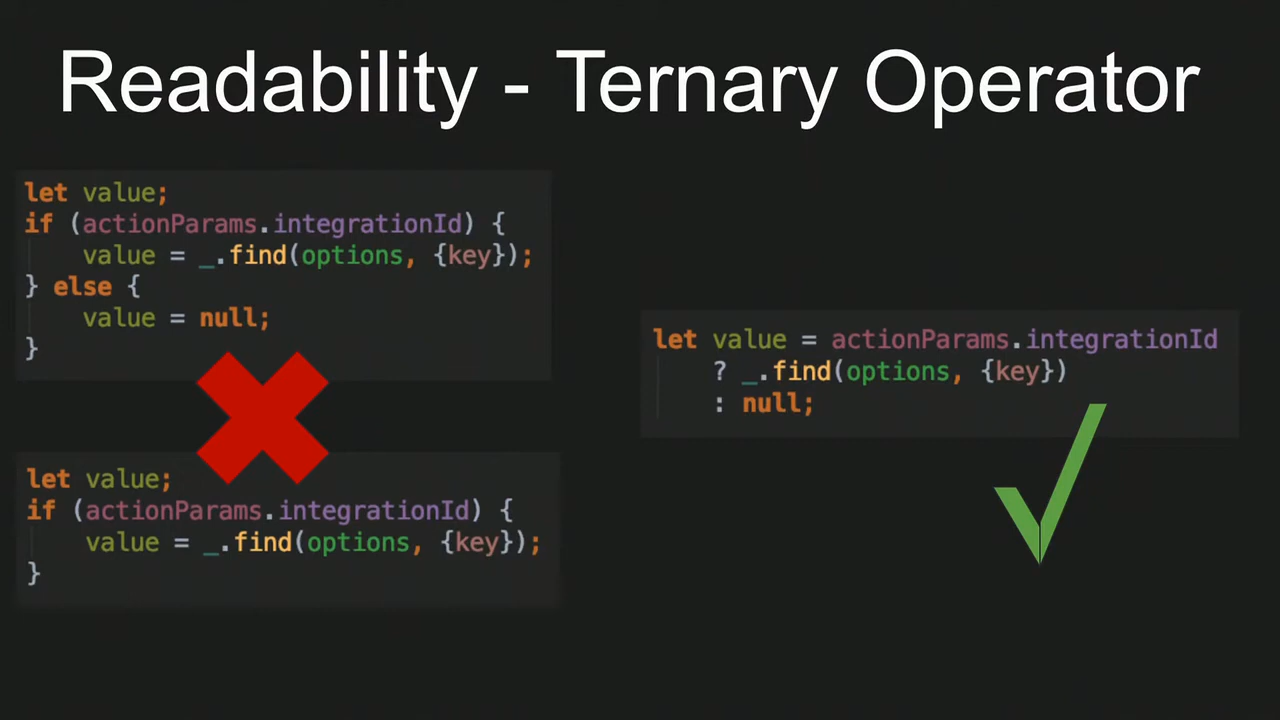 Readability - Ternary Operator
let value;
if (actionParams.integrationId) {
    value = _.find(options, {key});
} else {
    value = null;
}
let value;
if (actionParams.integrationId) {
    value = _.find(options, {key});
}
let value = actionParams.integrationId
    ? _.find(options, {key})
    : null;